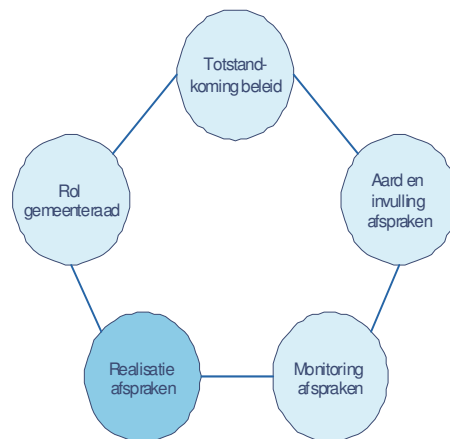 Totstand-
koming beleid
Rol
gemeenteraad
Aard en
invulling
afspraken
Realisatie
afspraken
Monitoring
afspraken